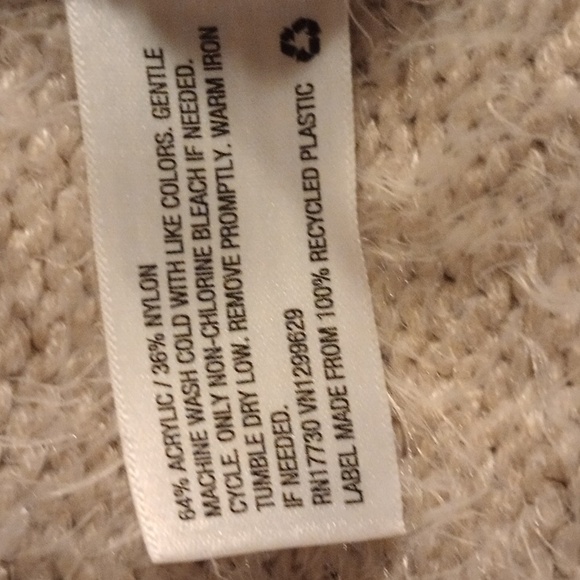 64% ACRYLIC / 36% NYLON
MACHINE WASH COLD WITH LIKE COLORS. GENTLE
CYCLE. ONLY NON-CHLORINE BLEACH IF NEEDED.
TUMBLE DRY LOW. REMOVE PROMPTLY. WARM IRON
IF NEEDED.
RN17730 VN1299629
LABEL MADE FROM 100% RECYCLED PLASTIC